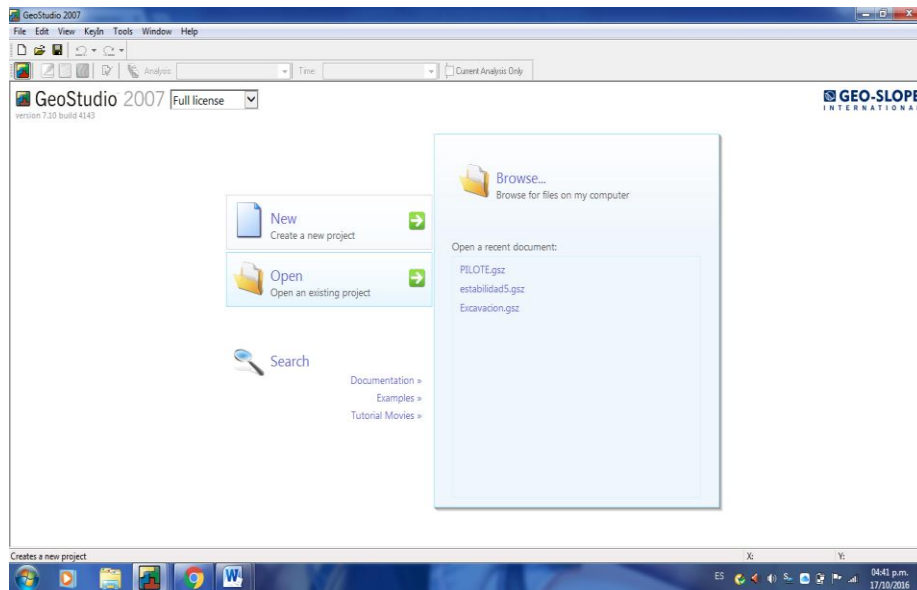 GeoStudio 2007
File Edit View KeyIn Tools Window Help
Analysis: Time: Current Analysis Only
GeoStudio 2007 Full license
version 7.10 build 4143
GEO-SLOPE
INTERNATIONAL
New
Create a new project
Open
Open an existing project
Search
Documentation »
Examples »
Tutorial Movies »
Browse...
Browse for files on my computer
Open a recent document:
PILOTE.gsz
estabilidad5.gsz
Excavacion.gsz
Creates a new project X: Y:
ES 04:41 p.m.
17/10/2016